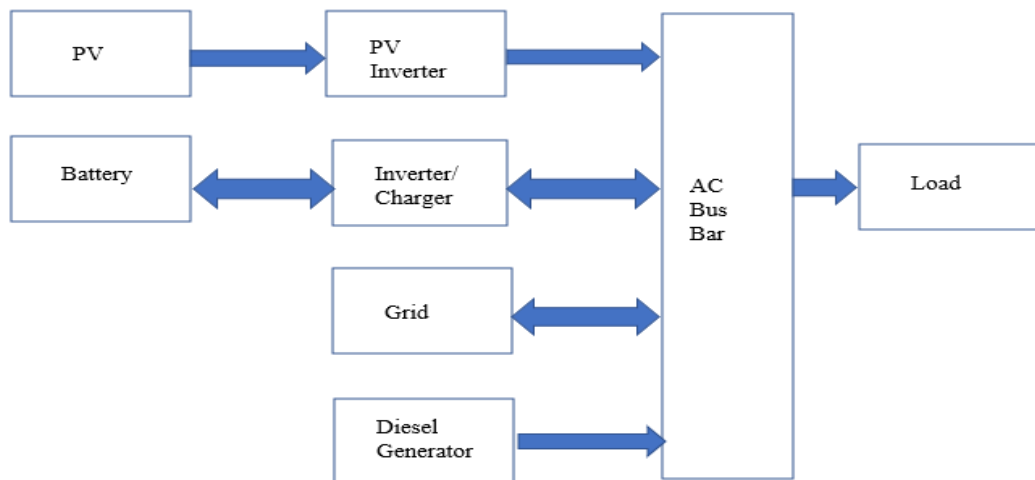 PV
PV
Inverter
Battery
Inverter/
Charger
AC
Bus
Bar
Load
Grid
Diesel
Generator